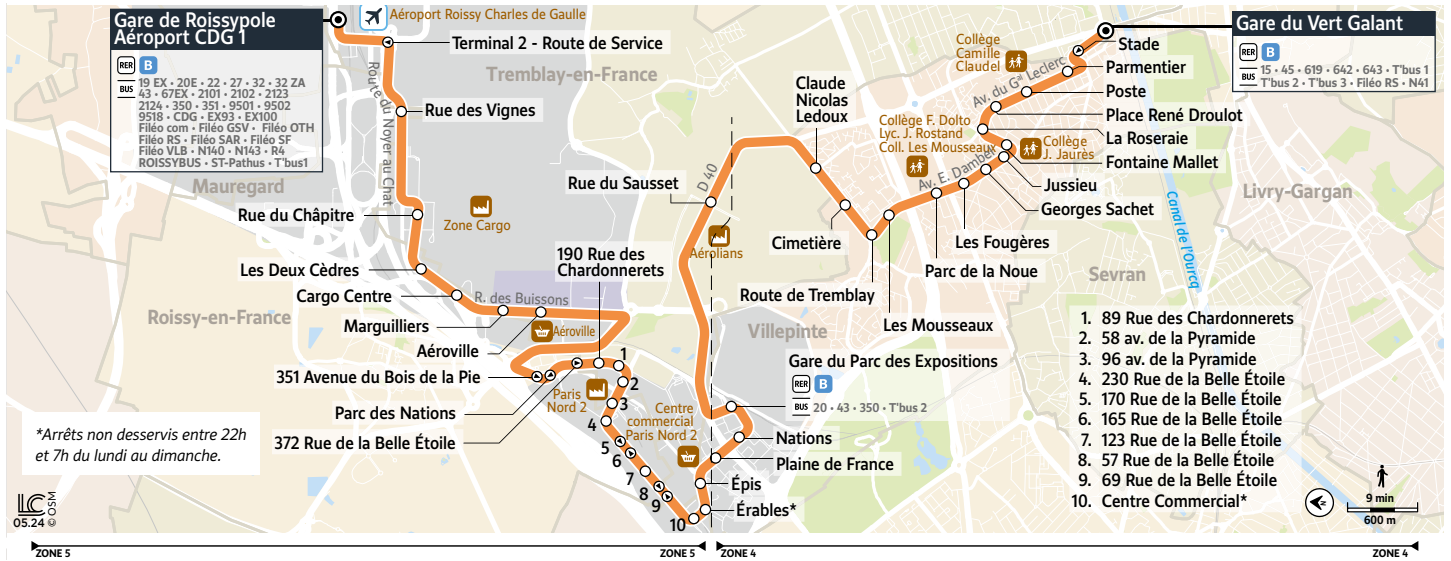 Gare de Roissypole
Aéroport CDG 1
RER B
BUS
19 EX • 20E • 22 • 27 • 32 • 32 ZA
43 • 67EX • 2101 • 2102 • 2123
2124 • 350 • 351 • 9501 • 9502
9518 • CDG • EX93 • EX100
Filéo com • Filéo GSV • Filéo OTH
Filéo RS • Filéo SAR • Filéo SF
Filéo VLB • N140 • N143 • R4
ROISSYBUS • ST-Pathus • T'bus1
Aéroport Roissy Charles de Gaulle
Terminal 2 - Route de Service
Tremblay-en-France
Route du Noyer au Chat
Rue des Vignes
Mauregard
Rue du Châpitre
Zone Cargo
Les Deux Cèdres
Cargo Centre
R. des Buissons
190 Rue des
Chardonnerets
Roissy-en-France
Marguilliers
Aéroville
Aéroville
351 Avenue du Bois de la Pie
Parc des Nations
372 Rue de la Belle Étoile
Paris
Nord 2
1
2
3
4
5
6
7
8
9
10
Centre
commercial
Paris Nord 2
*Arrêts non desservis entre 22h
et 7h du lundi au dimanche.
LC
05.24 © OSM
Rue du Sausset
D 40
Aérolians
Claude
Nicolas
Ledoux
Cimetière
Route de Tremblay
Les Mousseaux
Parc de la Noue
Les Fougères
Georges Sachet
Jussieu
Fontaine Mallet
La Roseraie
Place René Droulot
Poste
Parmentier
Stade
Collège
Camille
Claudel
Av. du Gal Leclerc
Collège F. Dolto
Lyc. J. Rostand
Coll. Les Mousseaux
Av. E. Dambel
Collège
J. Jaurès
Gare du Vert Galant
RER B
BUS
15 • 45 • 619 • 642 • 643 • T'bus 1
T'bus 2 • T'bus 3 • Filéo RS • N41
Canal de l'Ourcq
Livry-Gargan
Sevran
Villepinte
Gare du Parc des Expositions
RER B
BUS 20 • 43 • 350 • T'bus 2
Nations
Plaine de France
Épis
Érables*
1. 89 Rue des Chardonnerets
2. 58 av. de la Pyramide
3. 96 av. de la Pyramide
4. 230 Rue de la Belle Étoile
5. 170 Rue de la Belle Étoile
6. 165 Rue de la Belle Étoile
7. 123 Rue de la Belle Étoile
8. 57 Rue de la Belle Étoile
9. 69 Rue de la Belle Étoile
10. Centre Commercial*
9 min
600 m
ZONE 5
ZONE 5
ZONE 4
ZONE 4